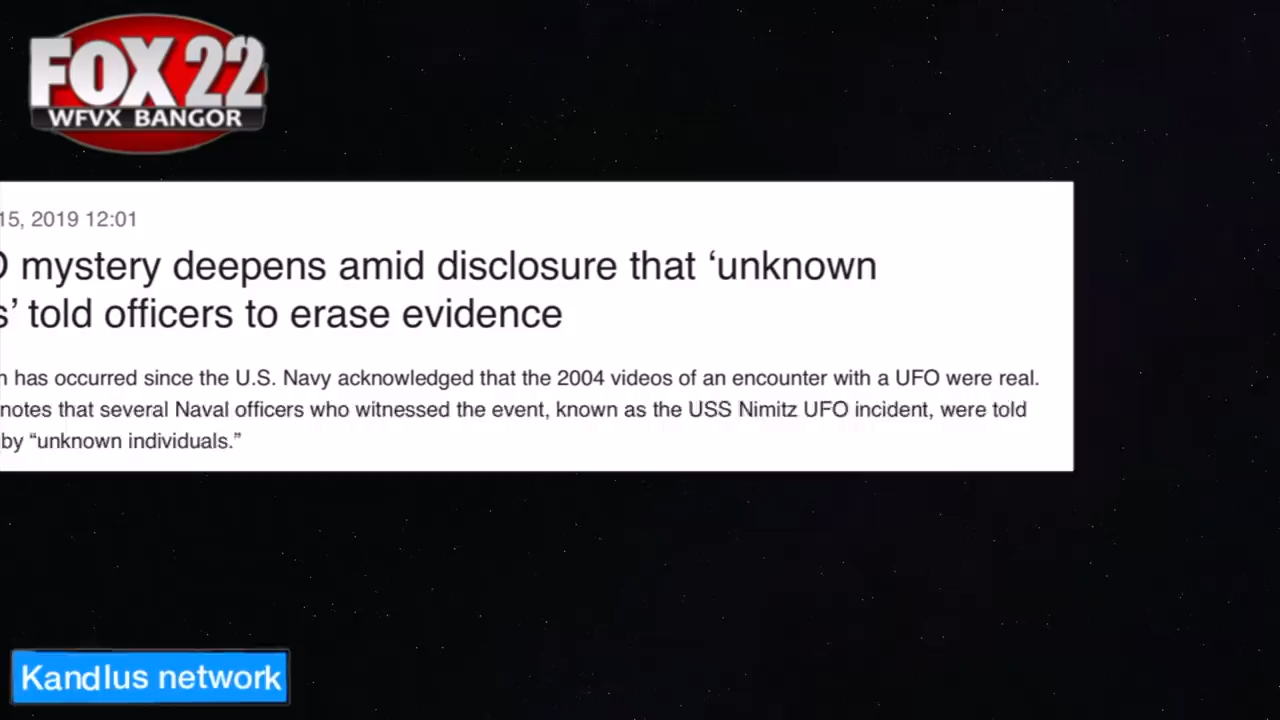 FOX 22
WFVX BANGOR
15, 2019 12:01
mystery deepens amid disclosure that ‘unknown
s’ told officers to erase evidence
has occurred since the U.S. Navy acknowledged that the 2004 videos of an encounter with a UFO were real.
notes that several Naval officers who witnessed the event, known as the USS Nimitz UFO incident, were told
by “unknown individuals.”
Kandlus network